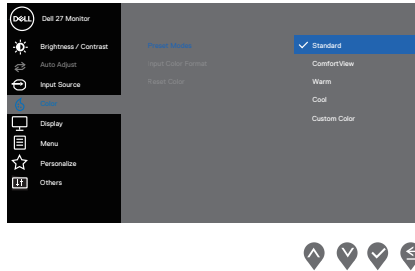 DELL Dell 27 Monitor
Brightness / Contrast
Auto Adjust
Input Source
Color
Display
Menu
Personalize
Others
Preset Modes
Input Color Format
Reset Color
Standard
ComfortView
Warm
Cool
Custom Color